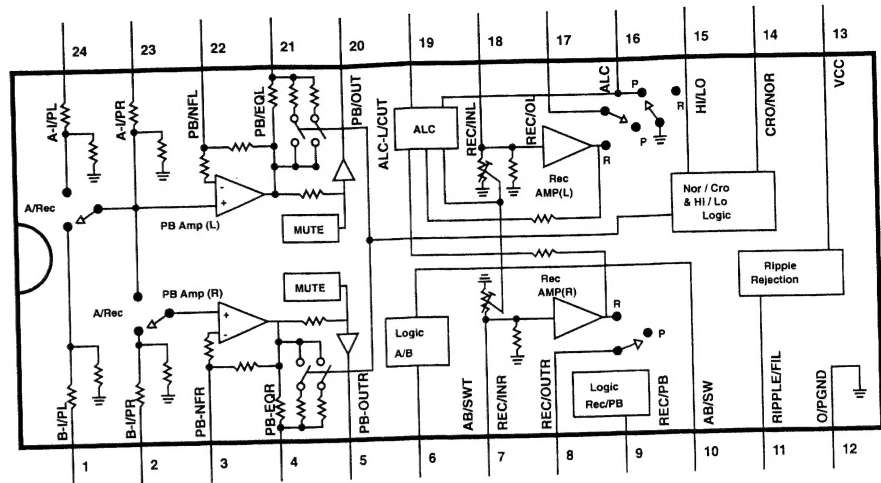 24
23
22
21
20
19
18
17
16
15
14
13
A-I/PL
A-I/PR
PB/NFL
PB/EQL
PB/OUT
ALC-L/CUT
REC/INL
REC/OL
ALC
HI/LO
CRO/NOR
VCC
ALC
P
R
P
R
A/Rec
-
+
PB Amp (L)
MUTE
Rec
AMP(L)
Nor / Cro
& Hi / Lo
Logic
A/Rec
PB Amp (R)
+
-
MUTE
Rec
AMP(R)
Ripple
Rejection
R
P
Logic
A/B
Logic
Rec/PB
B-I/PL
B-I/PR
PB-NFR
PB-EQR
PB-OUTR
AB/SWT
REC/INR
REC/OUTR
REC/PB
AB/SW
RIPPLE/FIL
O/PGND
1
2
3
4
5
6
7
8
9
10
11
12